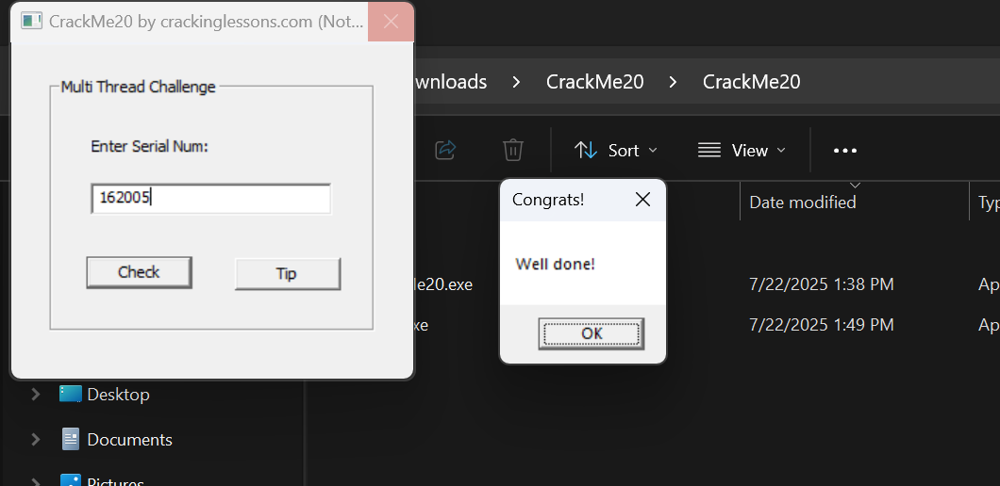 CrackMe20 by crackinglessons.com (Not...
Multi Thread Challenge
Enter Serial Num:
162005
Check
Tip
wnloads > CrackMe20 > CrackMe20
Sort
View
Date modified
Typ
Congrats!
Well done!
OK
le20.exe
7/22/2025 1:38 PM
Ap
xe
7/22/2025 1:49 PM
Ap
Desktop
Documents
Pictures